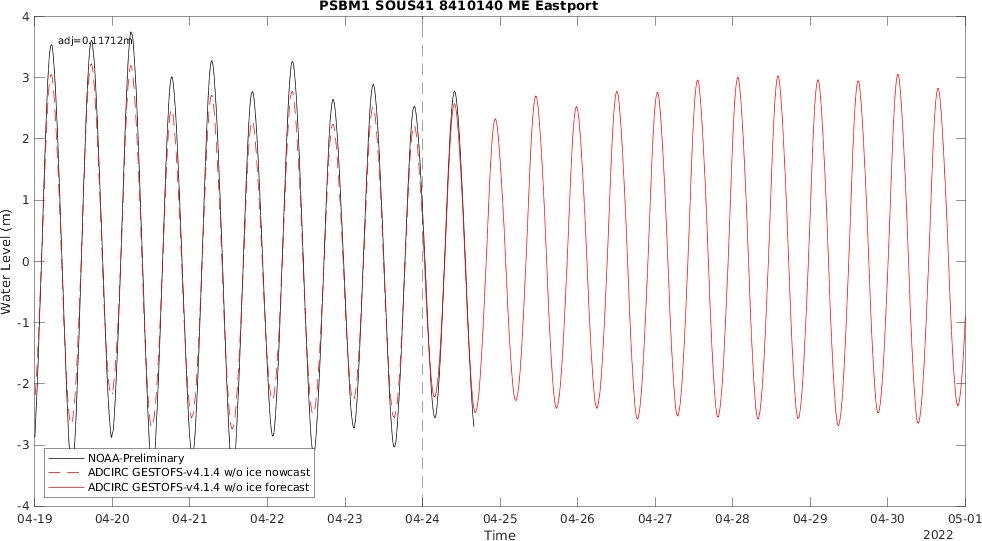 PSBM1 SOUS41 8410140 ME Eastport
adj=0.11712m
4
3
2
1
0
-1
-2
-3
-4
Water Level (m)
NOAA-Preliminary
ADCIRC GESTOFS-v4.1.4 w/o ice nowcast
ADCIRC GESTOFS-v4.1.4 w/o ice forecast
04-19 04-20 04-21 04-22 04-23 04-24 04-25 04-26 04-27 04-28 04-29 04-30 05-01
Time
2022